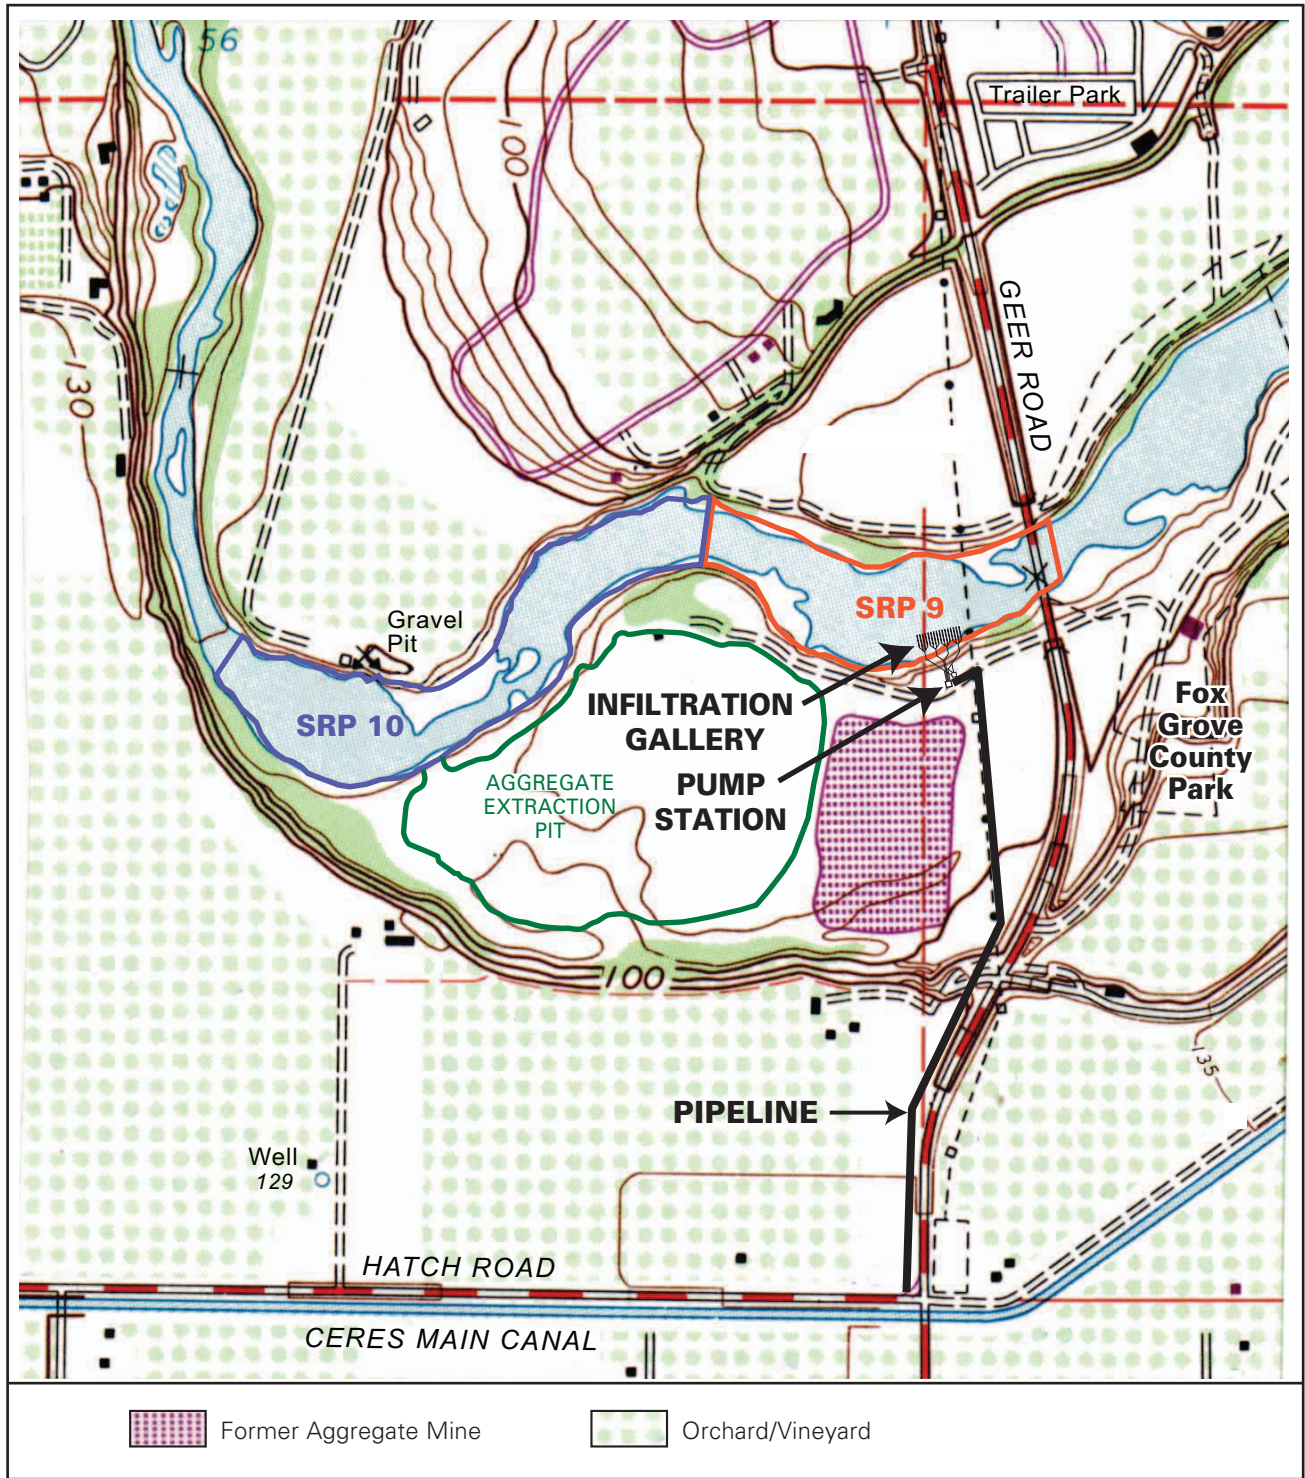 56
Trailer Park
100
GEER ROAD
130
Gravel
Pit
SRP 9
SRP 10
INFILTRATION
GALLERY
Fox
Grove
County
Park
AGGREGATE
EXTRACTION
PIT
PUMP
STATION
100
135
PIPELINE
Well
129
HATCH ROAD
CERES MAIN CANAL
Former Aggregate Mine
Orchard/Vineyard